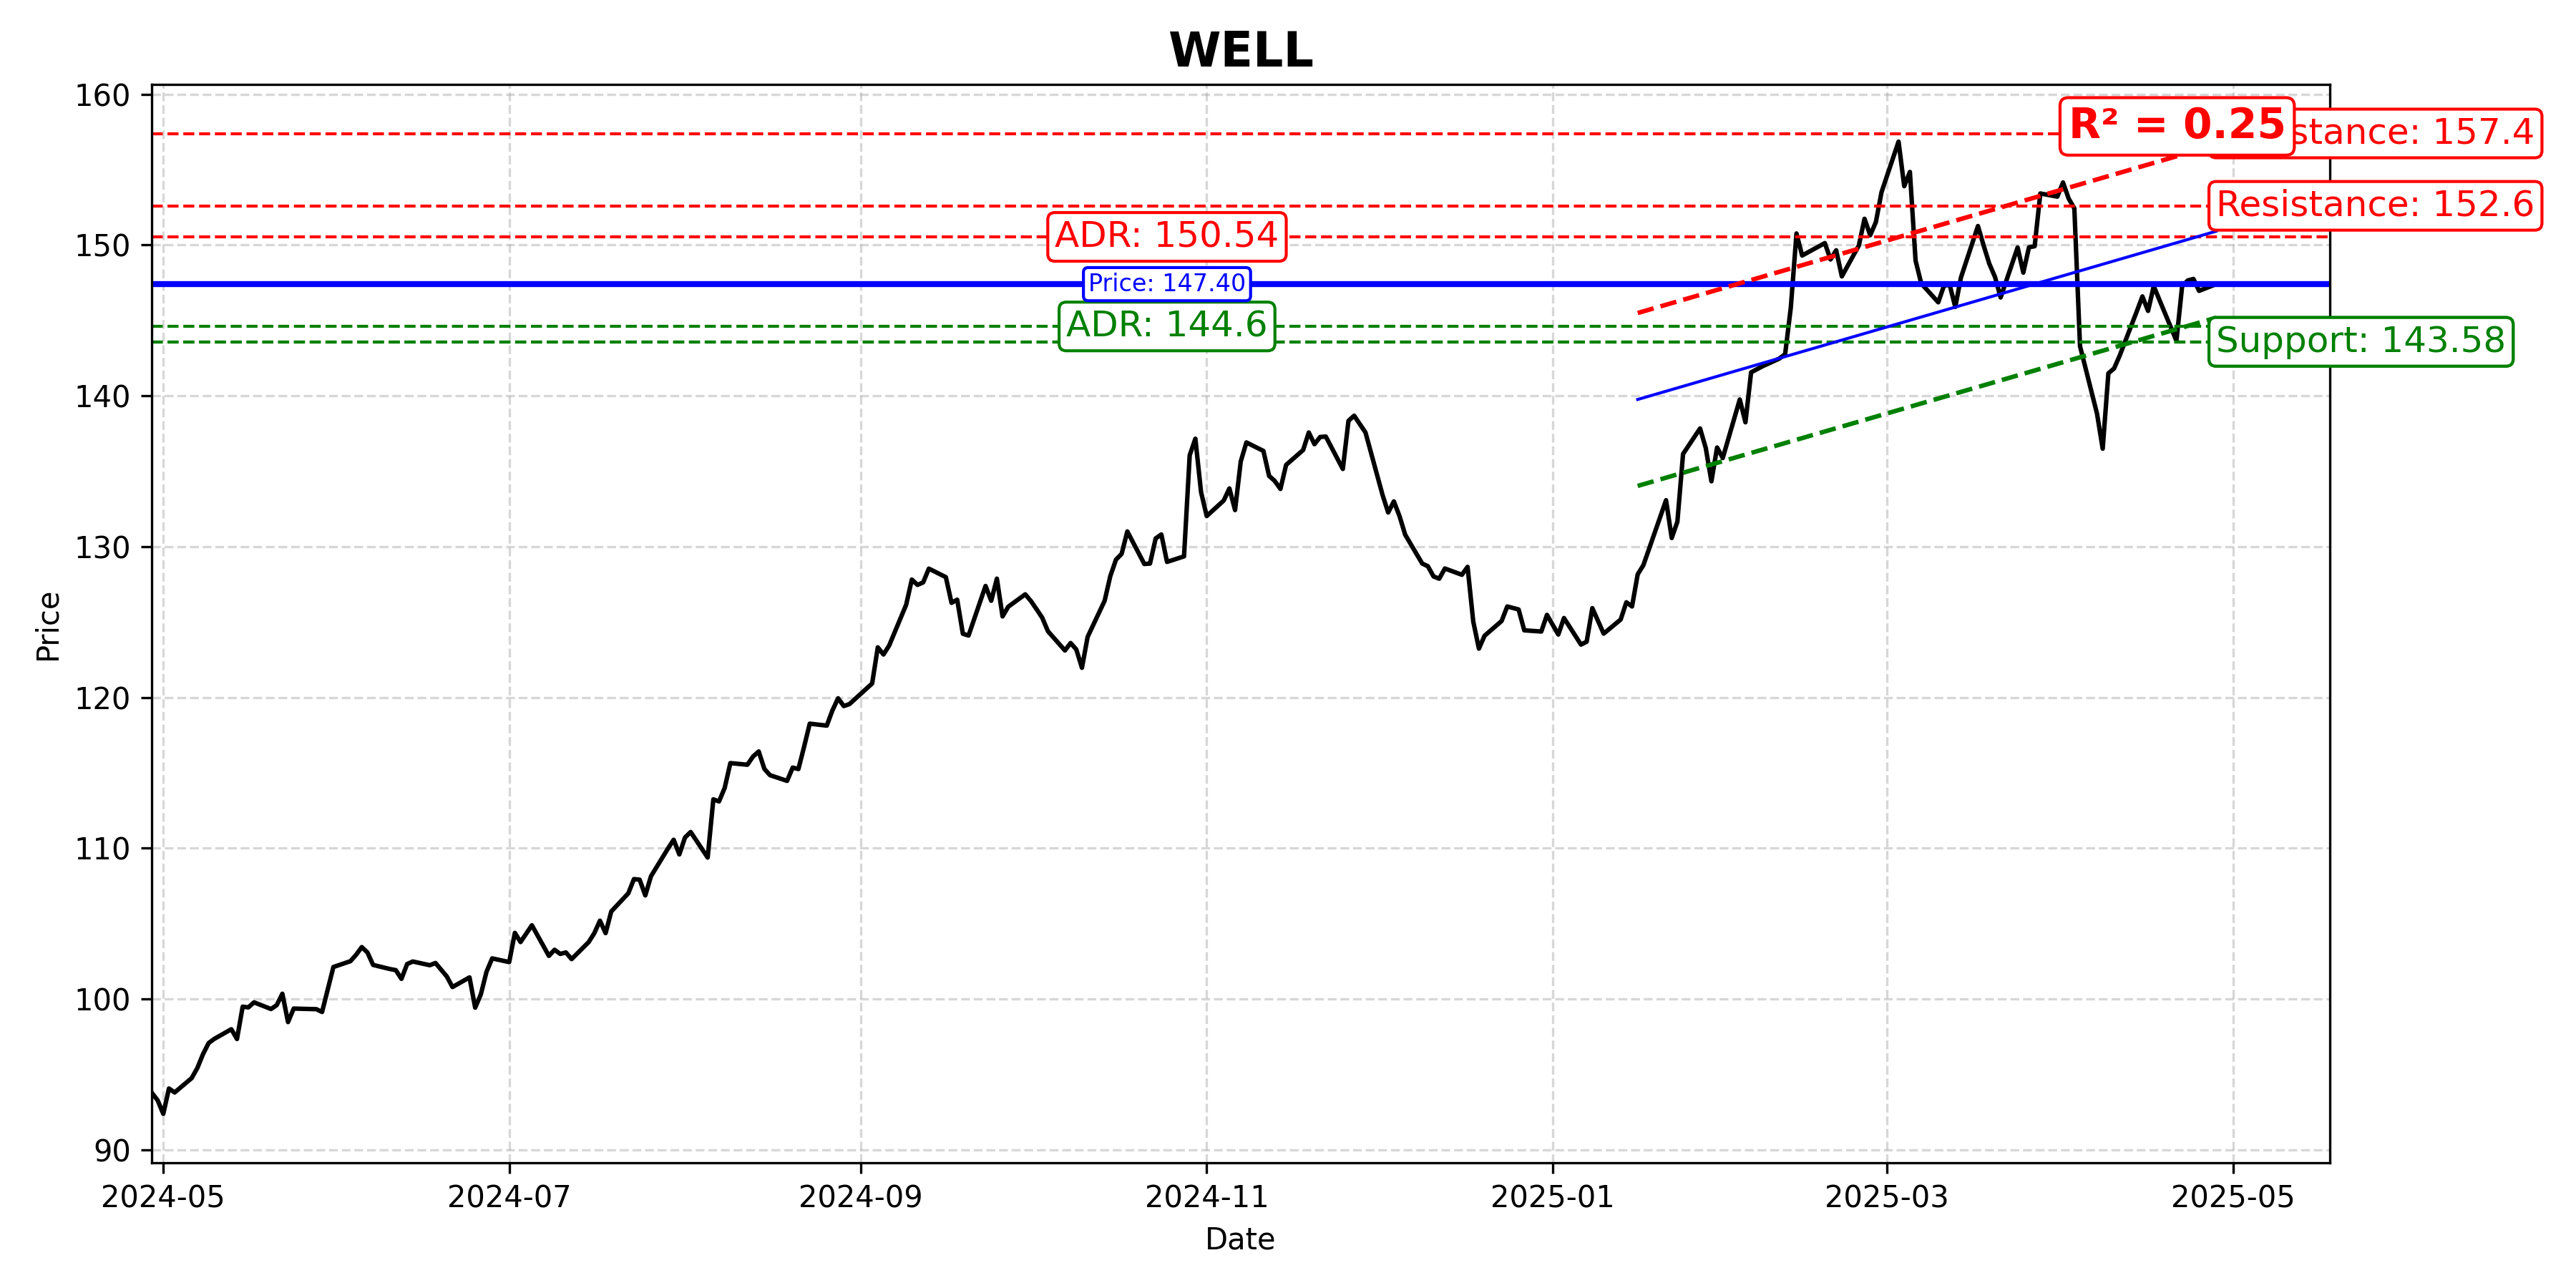 WELL
160
150
140
130
120
110
100
90
Price
R² = 0.25
stance: 157.4
Resistance: 152.6
ADR: 150.54
Price: 147.40
ADR: 144.6
Support: 143.58
2024-05
2024-07
2024-09
2024-11
2025-01
2025-03
2025-05
Date